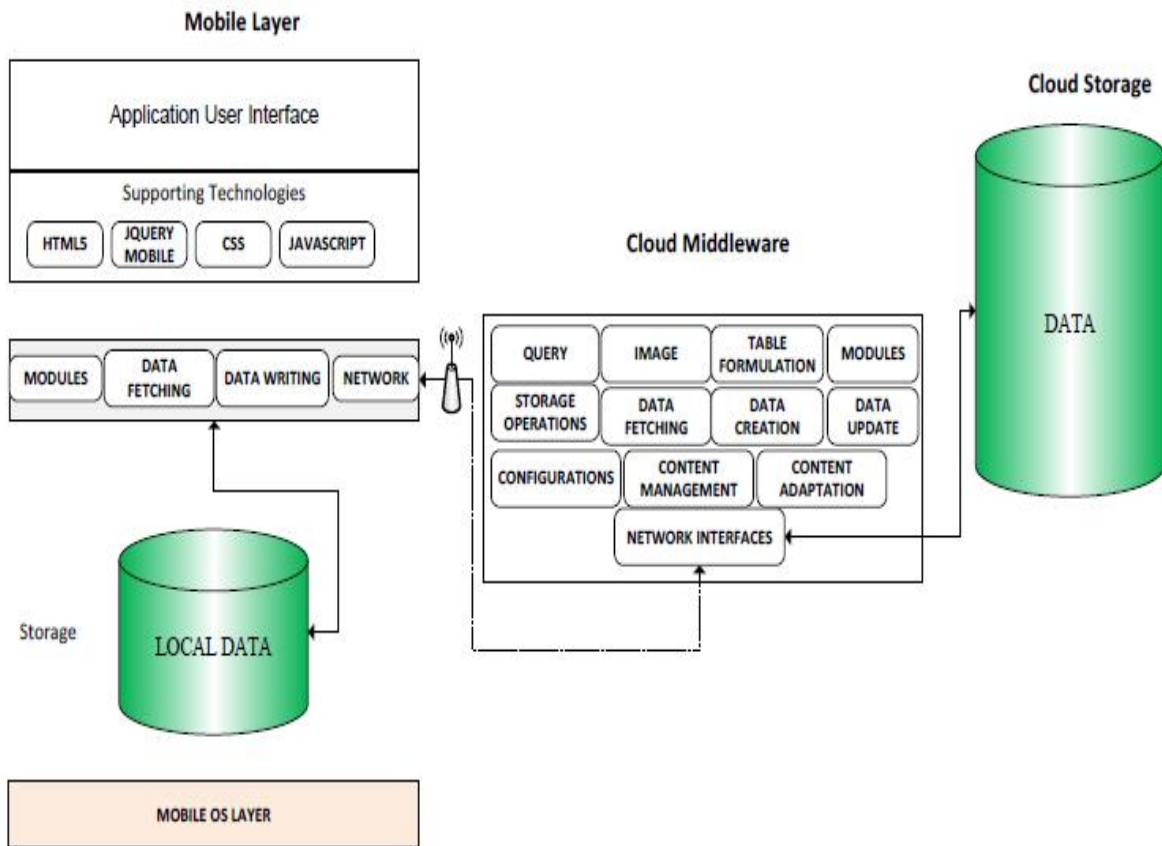 Mobile Layer
Application User Interface
Supporting Technologies
HTML5
JQUERY
MOBILE
CSS
JAVASCRIPT
MODULES
DATA
FETCHING
DATA WRITING
NETWORK
Storage
LOCAL DATA
MOBILE OS LAYER
Cloud Middleware
QUERY
IMAGE
TABLE
FORMULATION
MODULES
STORAGE
OPERATIONS
DATA
FETCHING
DATA
CREATION
DATA
UPDATE
CONFIGURATIONS
CONTENT
MANAGEMENT
CONTENT
ADAPTATION
NETWORK INTERFACES
Cloud Storage
DATA